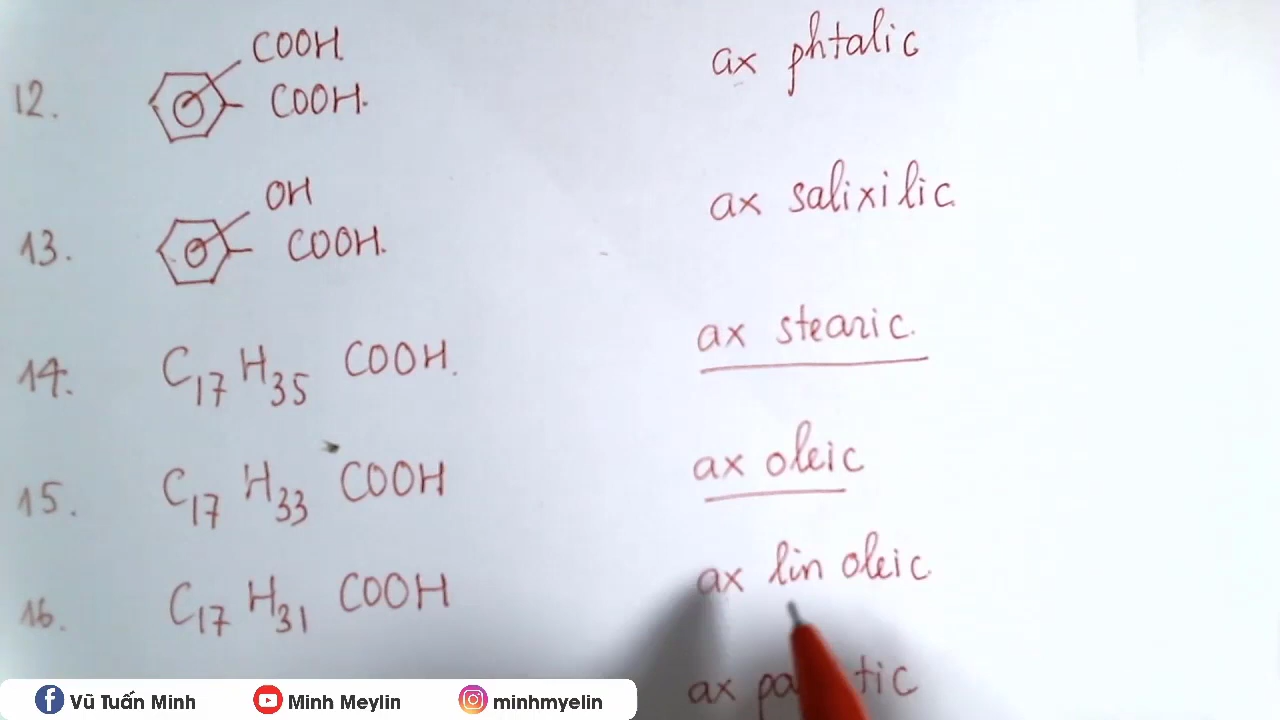 12. COOH COOH. ax phtalic
13. OH COOH. ax salixilic
14. C17H35 COOH. ax stearic.
15. C17H33 COOH ax oleic
16. C17H31 COOH ax lin oleic
ax
Vũ Tuấn Minh Minh Meylin minhmyelin